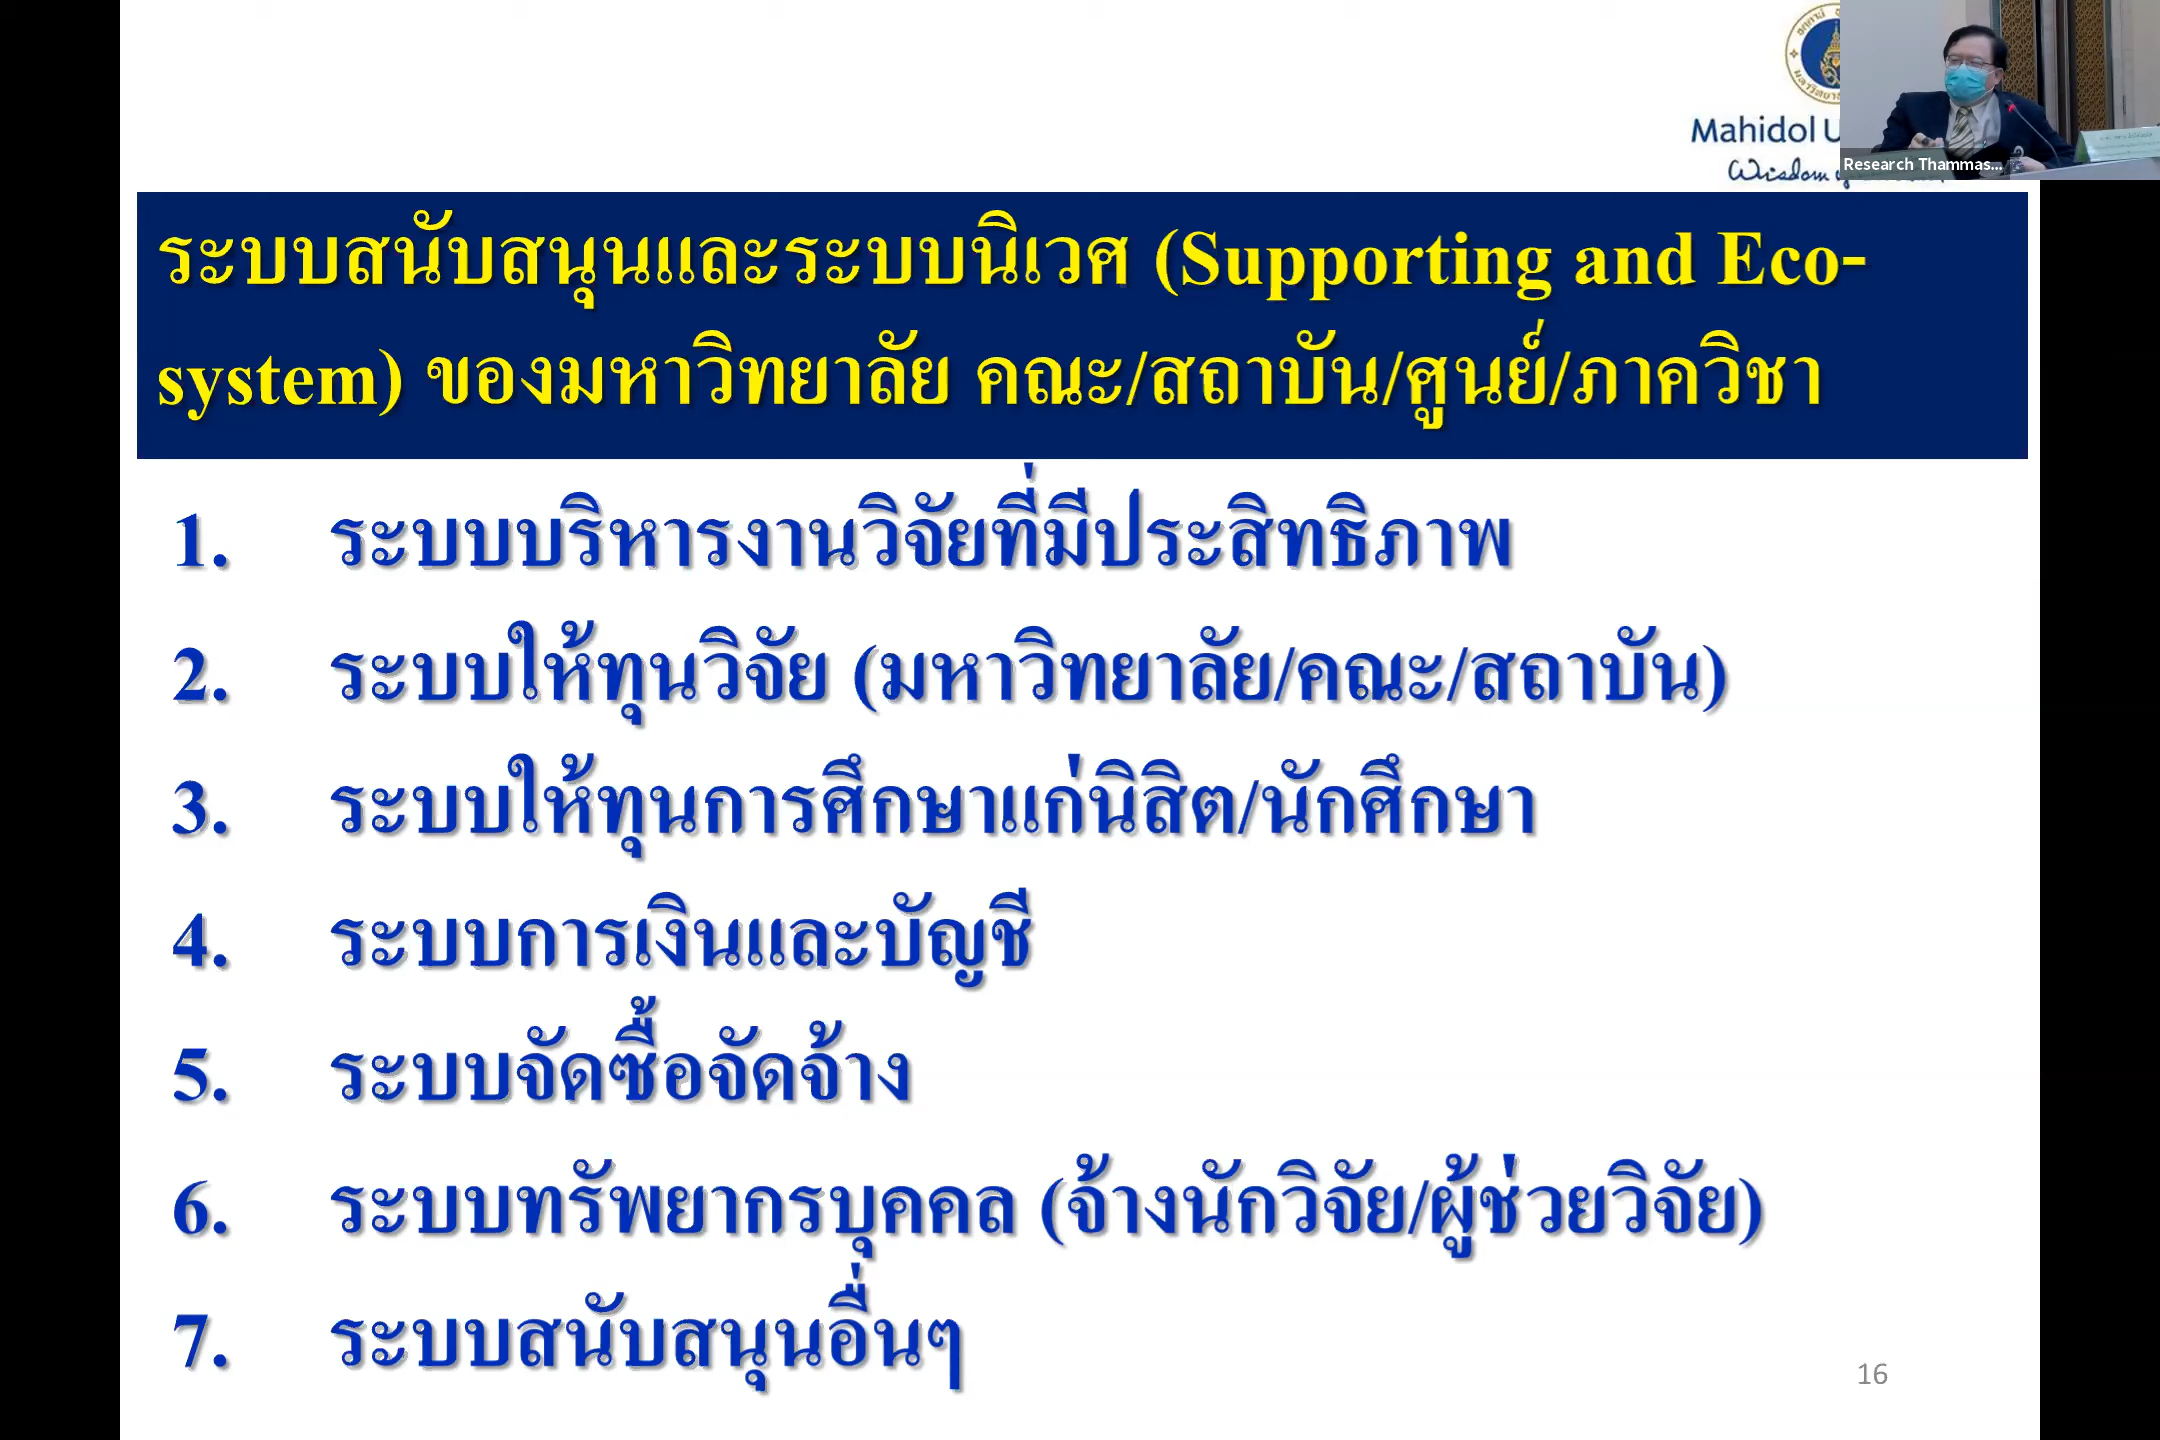 Mahidol
Wisdom
Research Thammas...
ระบบสนับสนุนและระบบนิเวศ (Supporting and Eco-
system) ของมหาวิทยาลัย คณะ/สถาบัน/ศูนย์/ภาควิชา
1. ระบบบริหารงานวิจัยที่มีประสิทธิภาพ
2. ระบบให้ทุนวิจัย (มหาวิทยาลัย/คณะ/สถาบัน)
3. ระบบให้ทุนการศึกษาแก่นิสิต/นักศึกษา
4. ระบบการเงินและบัญชี
5. ระบบจัดซื้อจัดจ้าง
6. ระบบทรัพยากรบุคคล (จ้างนักวิจัย/ผู้ช่วยวิจัย)
7. ระบบสนับสนุนอื่นๆ
16